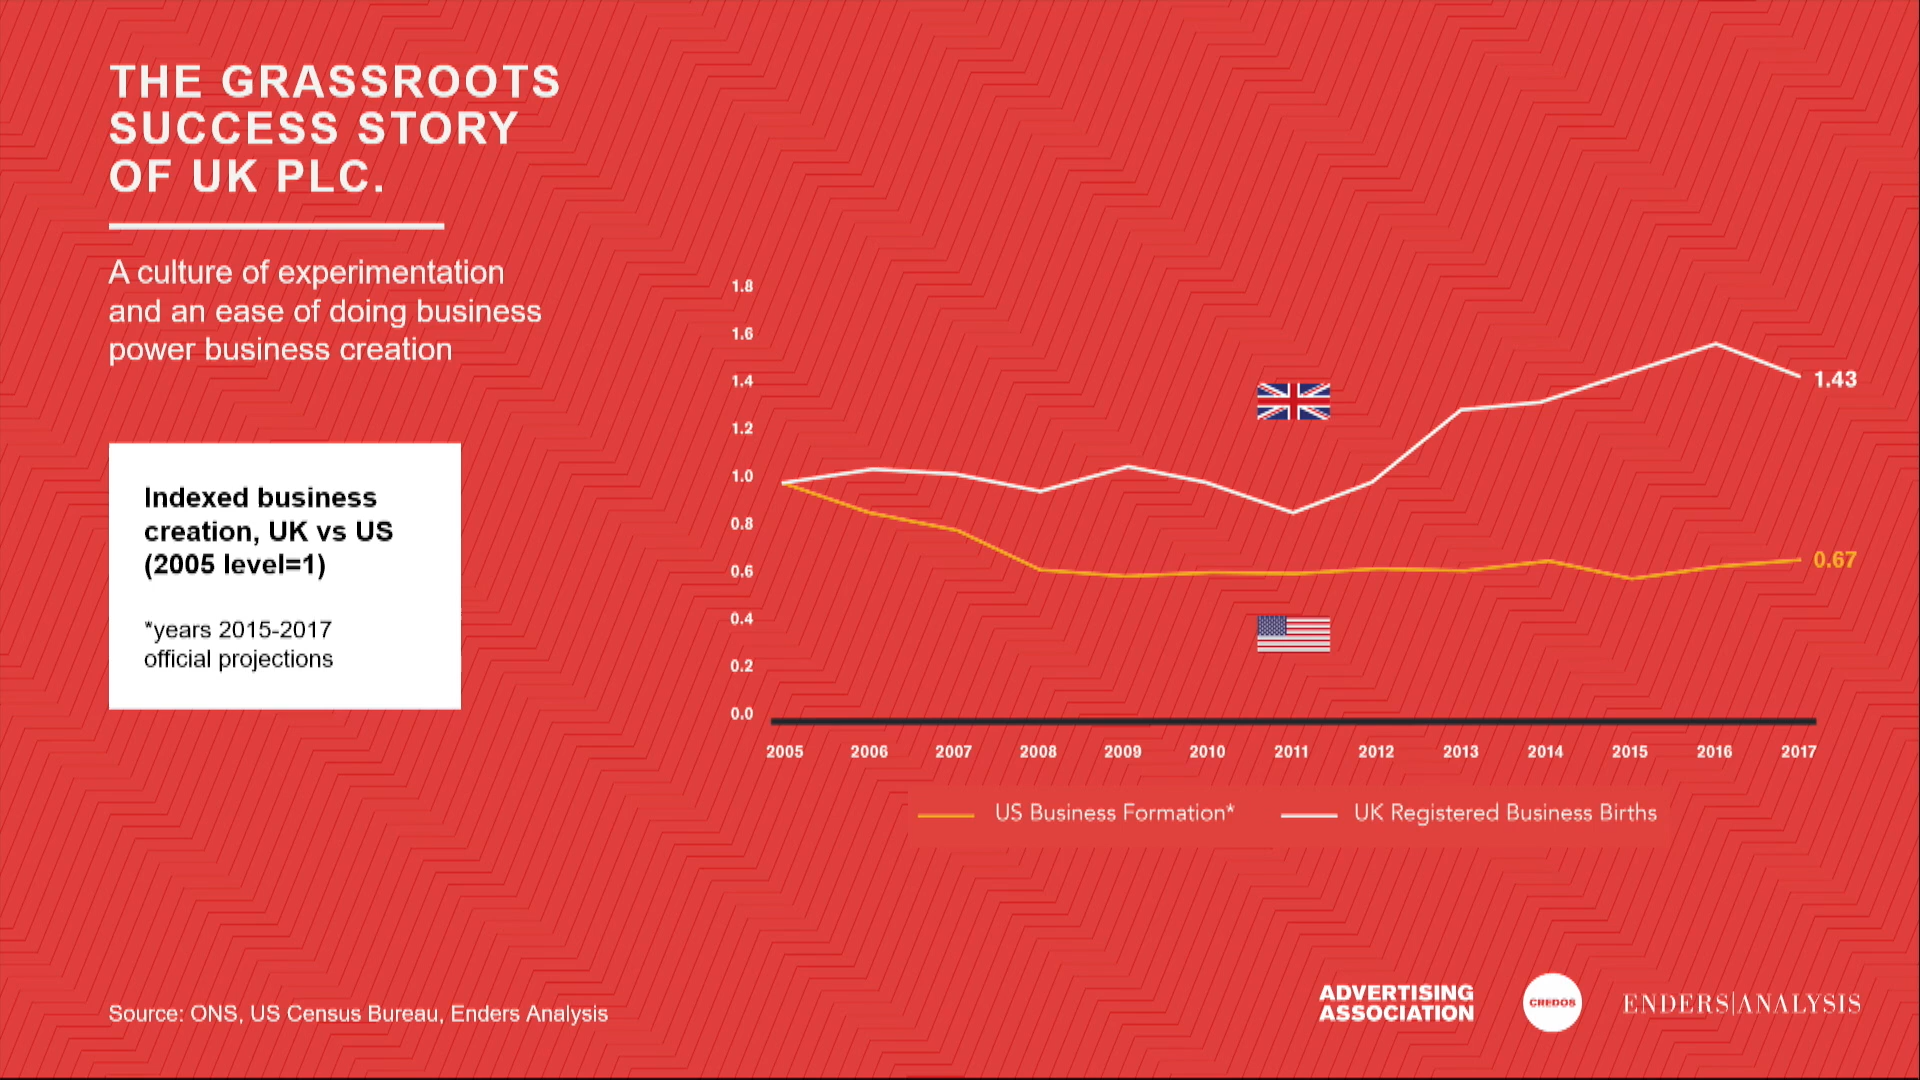 THE GRASSROOTS
SUCCESS STORY
OF UK PLC.
A culture of experimentation
and an ease of doing business
power business creation
Indexed business
creation, UK vs US
(2005 level=1)
*years 2015-2017
official projections
1.8
1.6
1.4
1.2
1.0
0.8
0.6
0.4
0.2
0.0
1.43
0.67
2005 2006 2007 2008 2009 2010 2011 2012 2013 2014 2015 2016 2017
US Business Formation* UK Registered Business Births
Source: ONS, US Census Bureau, Enders Analysis
ADVERTISING
ASSOCIATION
CREDOS
ENDERS|ANALYSIS